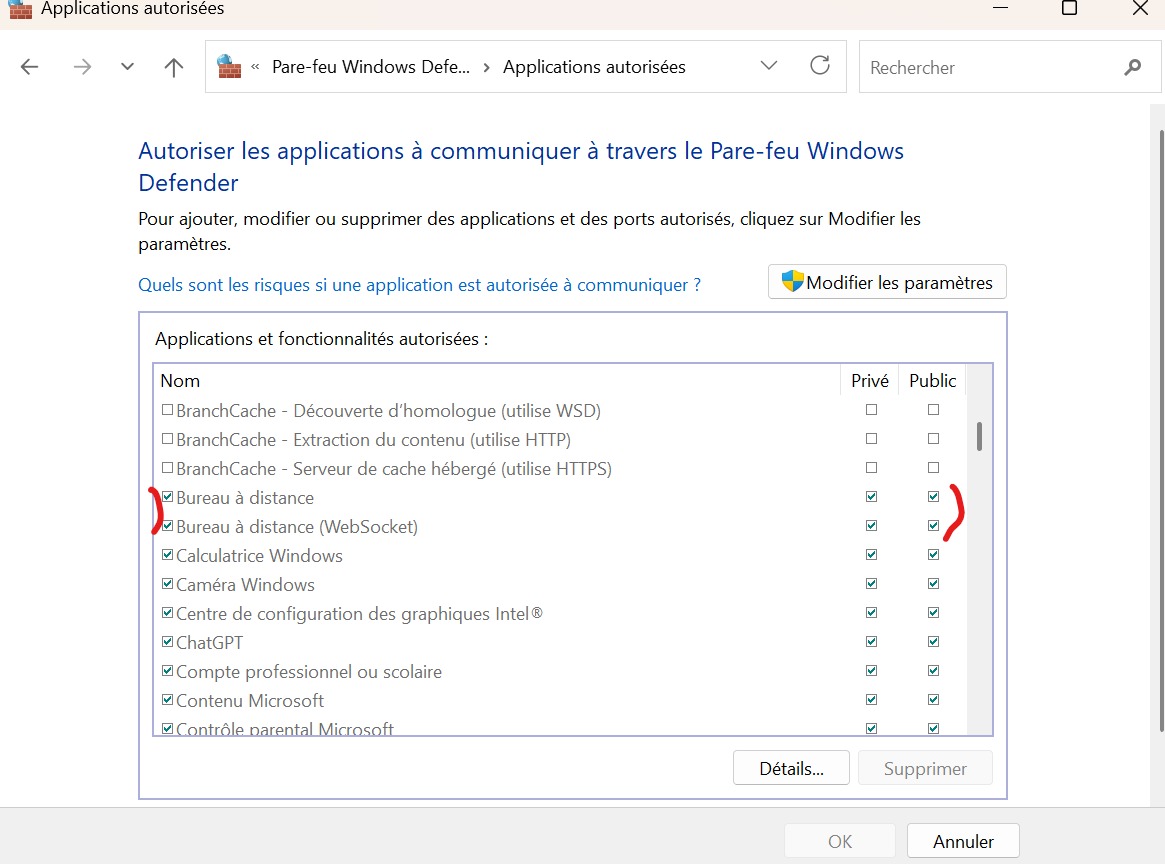 Applications autorisées
« Pare-feu Windows Defe... › Applications autorisées
Rechercher
Autoriser les applications à communiquer à travers le Pare-feu Windows
Defender
Pour ajouter, modifier ou supprimer des applications et des ports autorisés, cliquez sur Modifier les
paramètres.
Quels sont les risques si une application est autorisée à communiquer ?
Modifier les paramètres
Applications et fonctionnalités autorisées :
Nom Privé Public
BranchCache - Découverte d’homologue (utilise WSD)
BranchCache - Extraction du contenu (utilise HTTP)
BranchCache - Serveur de cache hébergé (utilise HTTPS)
Bureau à distance
Bureau à distance (WebSocket)
Calculatrice Windows
Caméra Windows
Centre de configuration des graphiques Intel®
ChatGPT
Compte professionnel ou scolaire
Contenu Microsoft
Contrôle parental Microsoft
Détails... Supprimer
OK Annuler